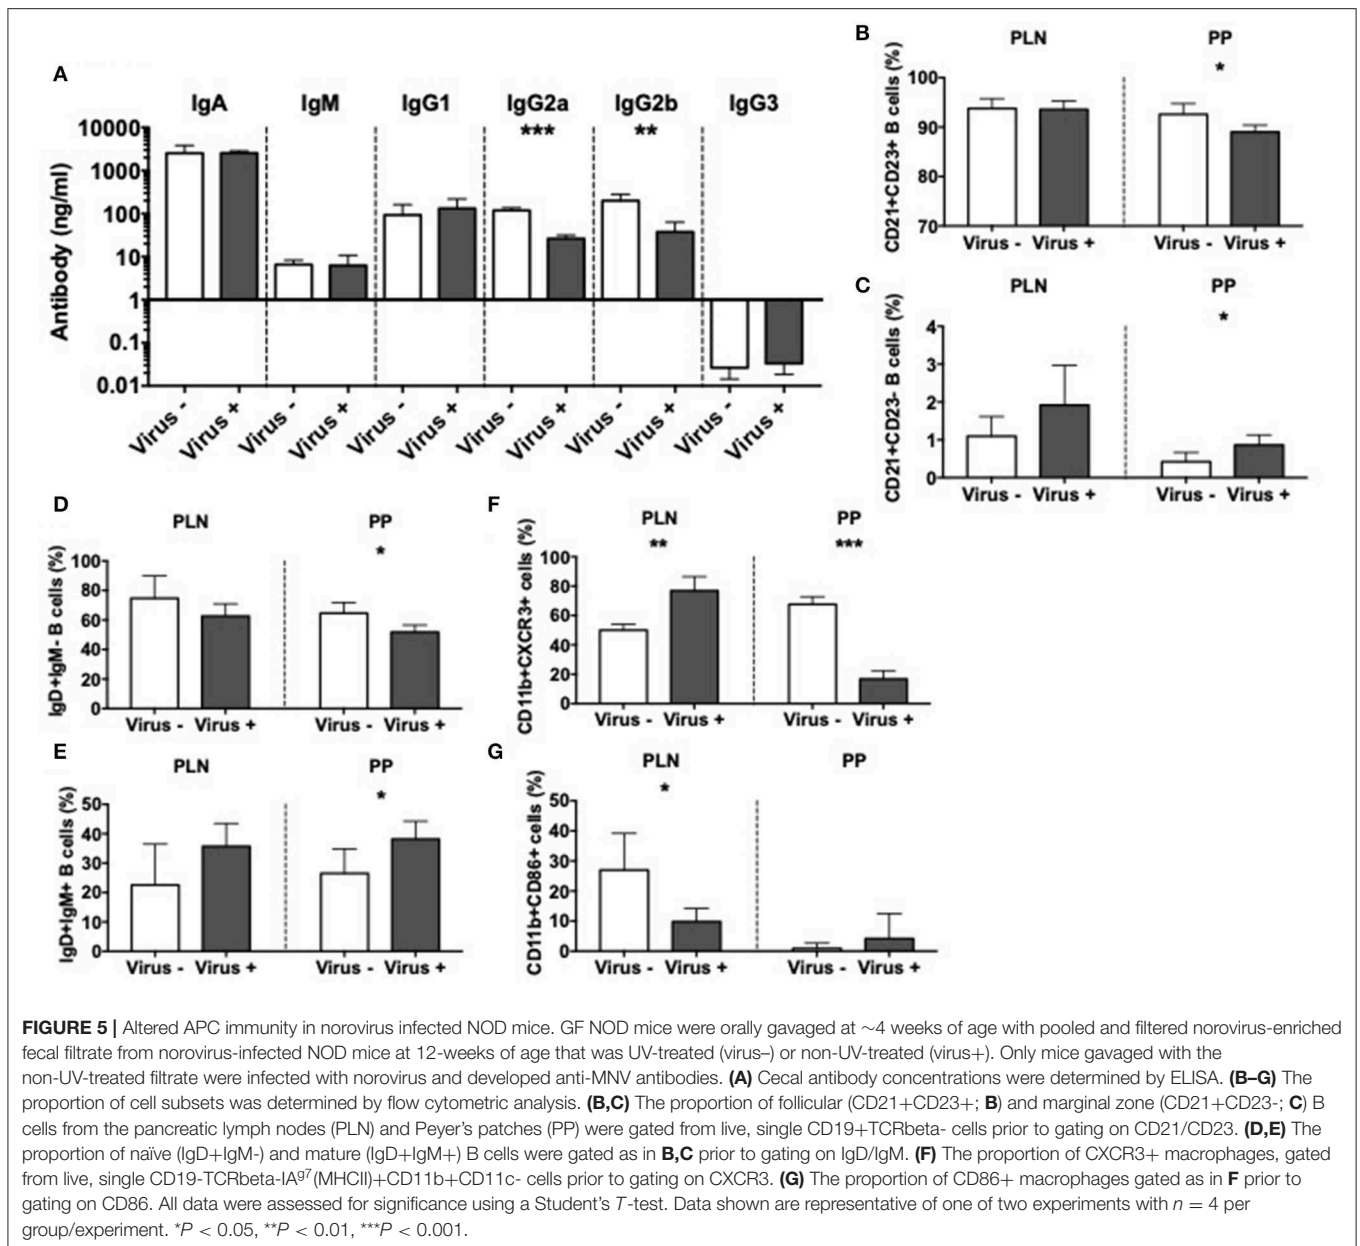 A
IgA IgM IgG1 IgG2a IgG2b IgG3
*** **
Antibody (ng/ml)
10000
1000
100
10
1
0.1
0.01
Virus - Virus + Virus - Virus + Virus - Virus + Virus - Virus + Virus - Virus + Virus - Virus +
B
PLN PP
*
CD21+CD23+ B cells (%)
100
90
80
70
Virus - Virus + Virus - Virus +
C
PLN PP
*
CD21+CD23- B cells (%)
4
3
2
1
0
Virus - Virus + Virus - Virus +
D
PLN PP
*
IgD+IgM- B cells (%)
100
80
60
40
20
0
Virus - Virus + Virus - Virus +
E
PLN PP
*
IgD+IgM+ B cells (%)
50
40
30
20
10
0
Virus - Virus + Virus - Virus +
F
PLN PP
** ***
CD11b+CXCR3+ cells (%)
100
80
60
40
20
0
Virus - Virus + Virus - Virus +
G
PLN PP
*
CD11b+CD86+ cells (%)
50
40
30
20
10
0
Virus - Virus + Virus - Virus +
FIGURE 5 | Altered APC immunity in norovirus infected NOD mice. GF NOD mice were orally gavaged at ∼4 weeks of age with pooled and filtered norovirus-enriched
fecal filtrate from norovirus-infected NOD mice at 12-weeks of age that was UV-treated (virus–) or non-UV-treated (virus+). Only mice gavaged with the
non-UV-treated filtrate were infected with norovirus and developed anti-MNV antibodies. (A) Cecal antibody concentrations were determined by ELISA. (B–G) The
proportion of cell subsets was determined by flow cytometric analysis. (B,C) The proportion of follicular (CD21+CD23+; B) and marginal zone (CD21+CD23-; C) B
cells from the pancreatic lymph nodes (PLN) and Peyer's patches (PP) were gated from live, single CD19+TCRbeta- cells prior to gating on CD21/CD23. (D,E) The
proportion of naïve (IgD+IgM-) and mature (IgD+IgM+) B cells were gated as in B,C prior to gating on IgD/IgM. (F) The proportion of CXCR3+ macrophages, gated
from live, single CD19-TCRbeta-IAg7(MHCII)+CD11b+CD11c- cells prior to gating on CXCR3. (G) The proportion of CD86+ macrophages gated as in F prior to
gating on CD86. All data were assessed for significance using a Student's T-test. Data shown are representative of one of two experiments with n = 4 per
group/experiment. *P < 0.05, **P < 0.01, ***P < 0.001.